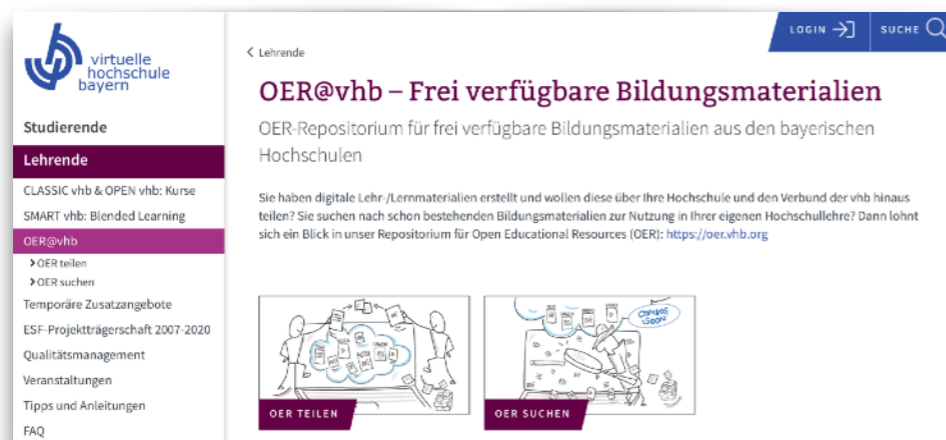 LOGIN
SUCHE
virtuelle
hochschule
bayern
Studierende
Lehrende
CLASSIC vhb & OPEN vhb: Kurse
SMART vhb: Blended Learning
OER@vhb
OER teilen
OER suchen
Temporäre Zusatzangebote
ESF-Projektträgerschaft 2007-2020
Qualitätsmanagement
Veranstaltungen
Tipps und Anleitungen
FAQ
Lehrende
OER@vhb – Frei verfügbare Bildungsmaterialien
OER-Repositorium für frei verfügbare Bildungsmaterialien aus den bayerischen
Hochschulen
Sie haben digitale Lehr-/Lernmaterialien erstellt und wollen diese über Ihre Hochschule und den Verbund der vhb hinaus
teilen? Sie suchen nach schon bestehenden Bildungsmaterialien zur Nutzung in Ihrer eigenen Hochschullehre? Dann lohnt
sich ein Blick in unser Repositorium für Open Educational Resources (OER): https://oer.vhb.org
COMING
SOON
OER TEILEN
OER SUCHEN